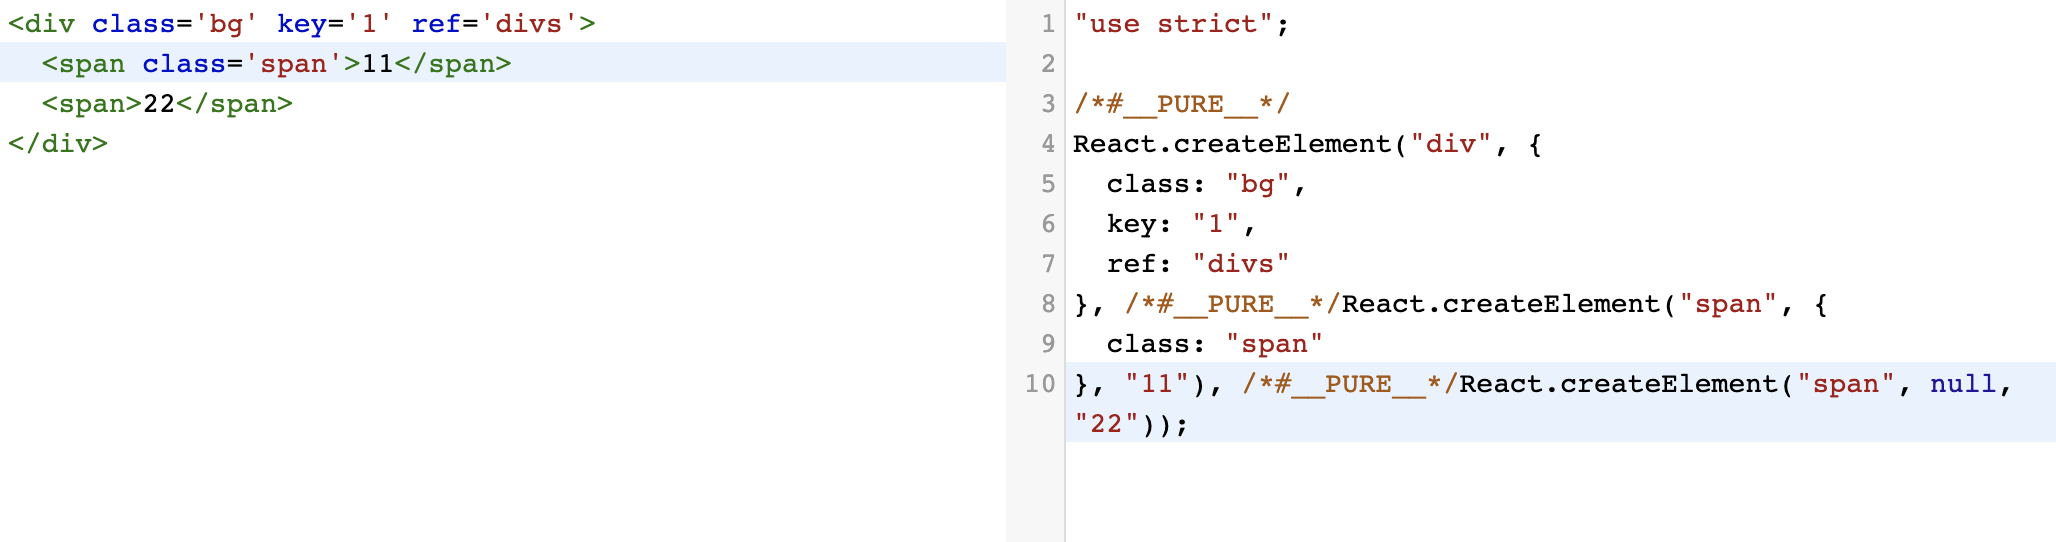 <div class='bg' key='1' ref='divs'>
  <span class='span'>11</span>
  <span>22</span>
</div>
1 "use strict";
2
3 /*#__PURE__*/
4 React.createElement("div", {
5   class: "bg",
6   key: "1",
7   ref: "divs"
8 }, /*#__PURE__*/React.createElement("span", {
9   class: "span"
10 }, "11"), /*#__PURE__*/React.createElement("span", null,
"22"));